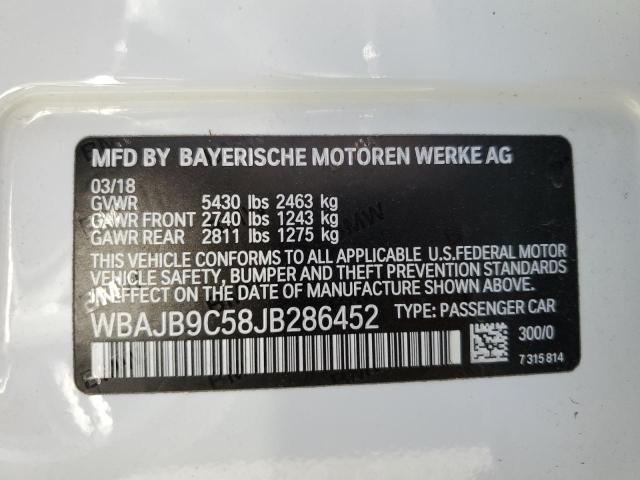 MFD BY BAYERISCHE MOTOREN WERKE AG
03/18
GVWR 5430 lbs 2463 kg
GAWR FRONT 2740 lbs 1243 kg
GAWR REAR 2811 lbs 1275 kg
THIS VEHICLE CONFORMS TO ALL APPLICABLE U.S.FEDERAL MOTOR
VEHICLE SAFETY, BUMPER AND THEFT PREVENTION STANDARDS
IN EFFECT ON THE DATE OF MANUFACTURE SHOWN ABOVE.
WBAJB9C58JB286452 TYPE: PASSENGER CAR
300/0
7 315 814